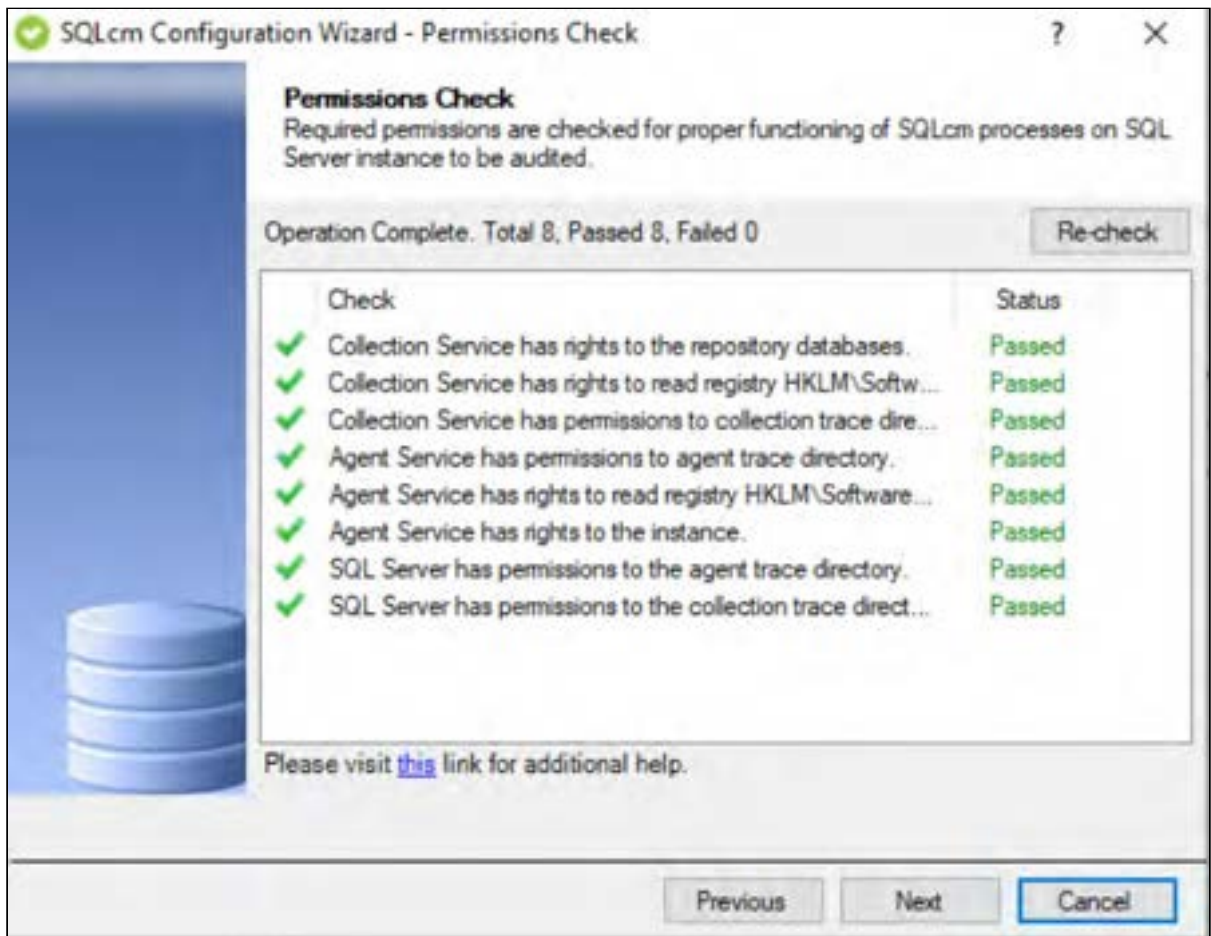 SQLcm Configuration Wizard - Permissions Check ? ×
Permissions Check
Required permissions are checked for proper functioning of SQLcm processes on SQL
Server instance to be audited.
Operation Complete. Total 8, Passed 8, Failed 0 Re-check
Check Status
Collection Service has rights to the repository databases. Passed
Collection Service has rights to read registry HKLM\Softw... Passed
Collection Service has permissions to collection trace dire... Passed
Agent Service has permissions to agent trace directory. Passed
Agent Service has rights to read registry HKLM\Software... Passed
Agent Service has rights to the instance. Passed
SQL Server has permissions to the agent trace directory. Passed
SQL Server has permissions to the collection trace direct... Passed
Please visit this link for additional help.
Previous Next Cancel